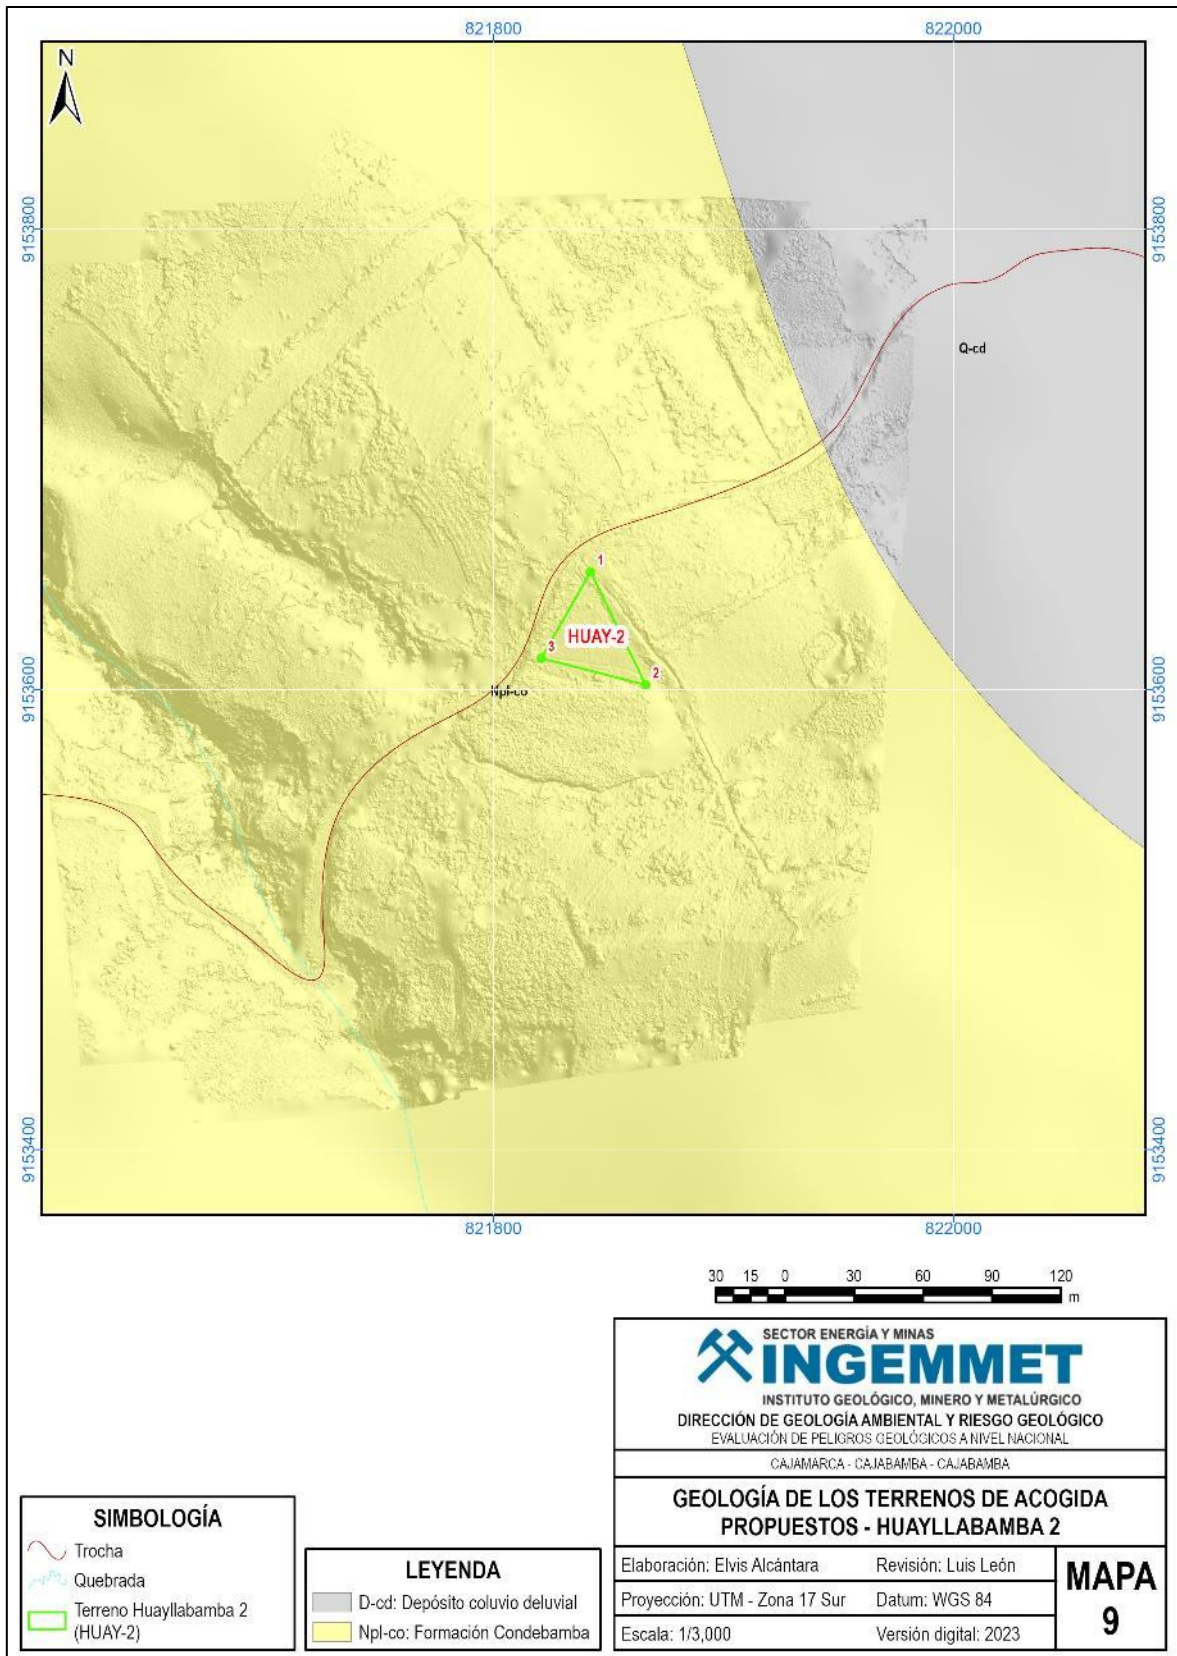 821800 822000
N
9153800 9153800
Q-cd
1
HUAY-2
3
2
9153600 9153600
Npl-co
9153400 9153400
821800 822000
30 15 0 30 60 90 120
m
SECTOR ENERGÍA Y MINAS
INGEMMET
INSTITUTO GEOLÓGICO, MINERO Y METALÚRGICO
DIRECCIÓN DE GEOLOGÍA AMBIENTAL Y RIESGO GEOLÓGICO
EVALUACIÓN DE PELIGROS GEOLÓGICOS A NIVEL NACIONAL
CAJAMARCA - CAJABAMBA - CAJABAMBA
GEOLOGÍA DE LOS TERRENOS DE ACOGIDA
PROPUESTOS - HUAYLLABAMBA 2
Elaboración: Elvis Alcántara Revisión: Luis León
Proyección: UTM - Zona 17 Sur Datum: WGS 84
Escala: 1/3,000 Versión digital: 2023
MAPA
9
SIMBOLOGÍA
Trocha
Quebrada
Terreno Huayllabamba 2
(HUAY-2)
LEYENDA
D-cd: Depósito coluvio deluvial
Npl-co: Formación Condebamba